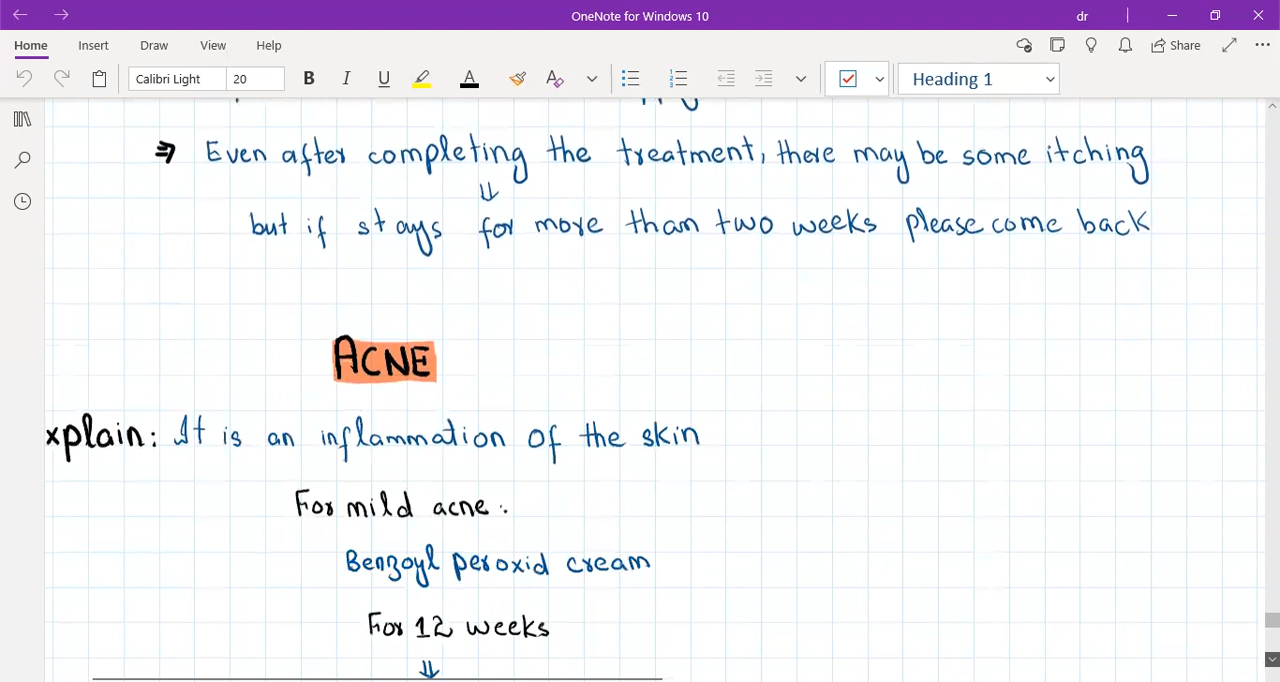 OneNote for Windows 10
dr
Home Insert Draw View Help
Share
Calibri Light 20 B I U A A Heading 1
⇒ Even after completing the treatment, there may be some itching
⇓
but if stays for more than two weeks please come back
ACNE
xplain: It is an inflammation of the skin
For mild acne:
Benzoyl peroxid cream
For 12 weeks
⇓